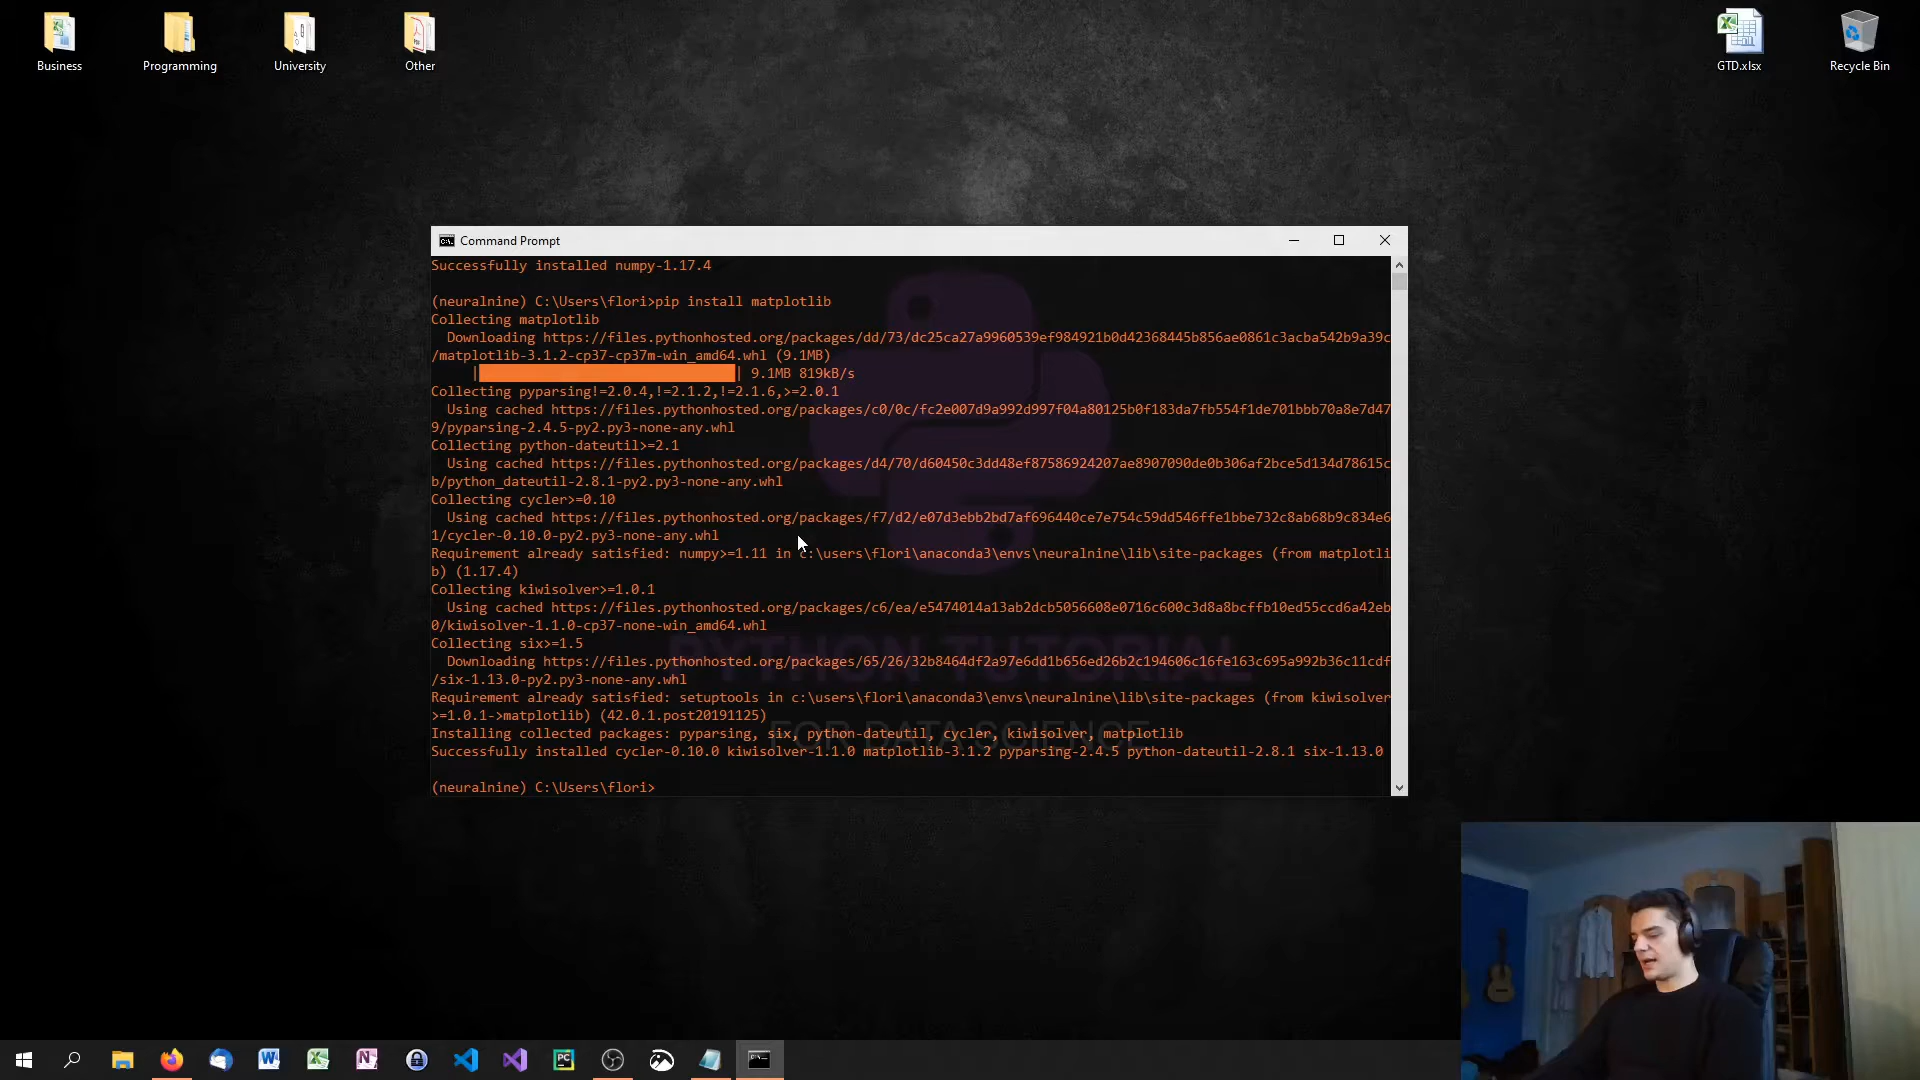 Business
Programming
University
Other
GTD.xlsx
Recycle Bin
Command Prompt
Successfully installed numpy-1.17.4
(neuralnine) C:\Users\flori>pip install matplotlib
Collecting matplotlib
Downloading https://files.pythonhosted.org/packages/dd/73/dc25ca27a9960539ef984921b0d42368445b856ae0861c3acba542b9a39c
/matplotlib-3.1.2-cp37-cp37m-win_amd64.whl (9.1MB)
| | 9.1MB 819kB/s
Collecting pyparsing!=2.0.4,!=2.1.2,!=2.1.6,>=2.0.1
Using cached https://files.pythonhosted.org/packages/c0/0c/fc2e007d9a992d997f04a80125b0f183da7fb554f1de701bbb70a8e7d47
9/pyparsing-2.4.5-py2.py3-none-any.whl
Collecting python-dateutil>=2.1
Using cached https://files.pythonhosted.org/packages/d4/70/d60450c3dd48ef87586924207ae8907090de0b306af2bce5d134d78615c
b/python_dateutil-2.8.1-py2.py3-none-any.whl
Collecting cycler>=0.10
Using cached https://files.pythonhosted.org/packages/f7/d2/e07d3ebb2bd7af696440ce7e754c59dd546ffe1bbe732c8ab68b9c834e6
1/cycler-0.10.0-py2.py3-none-any.whl
Requirement already satisfied: numpy>=1.11 in c:\users\flori\anaconda3\envs\neuralnine\lib\site-packages (from matplotli
b) (1.17.4)
Collecting kiwisolver>=1.0.1
Using cached https://files.pythonhosted.org/packages/c6/ea/e5474014a13ab2dcb5056608e0716c600c3d8a8bcffb10ed55ccd6a42eb
0/kiwisolver-1.1.0-cp37-none-win_amd64.whl
Collecting six>=1.5
Downloading https://files.pythonhosted.org/packages/65/26/32b8464df2a97e6dd1b656ed26b2c194606c16fe163c695a992b36c11cdf
/six-1.13.0-py2.py3-none-any.whl
Requirement already satisfied: setuptools in c:\users\flori\anaconda3\envs\neuralnine\lib\site-packages (from kiwisolver
>=1.0.1->matplotlib) (42.0.1.post20191125)
Installing collected packages: pyparsing, six, python-dateutil, cycler, kiwisolver, matplotlib
Successfully installed cycler-0.10.0 kiwisolver-1.1.0 matplotlib-3.1.2 pyparsing-2.4.5 python-dateutil-2.8.1 six-1.13.0
(neuralnine) C:\Users\flori>
PYTHON TUTORIAL
FOR DATA SCIENCE